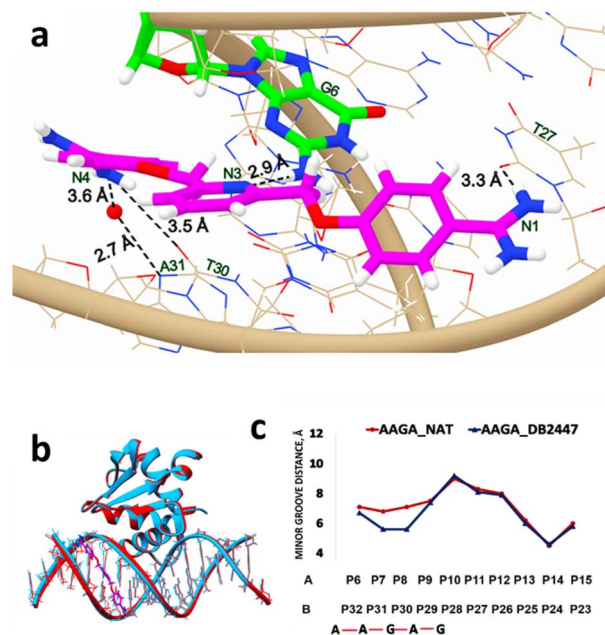 a
G6
T27
N4
N3
2.9 Å
3.6 Å
3.3 Å
3.5 Å
N1
2.7 Å
A31
T30
b
c
AAGA_NAT
AAGA_DB2447
MINOR GROOVE DISTANCE, Å
12
10
8
6
4
A P6 P7 P8 P9 P10 P11 P12 P13 P14 P15
B P32 P31 P30 P29 P28 P27 P26 P25 P24 P23
A—A—G—A—G